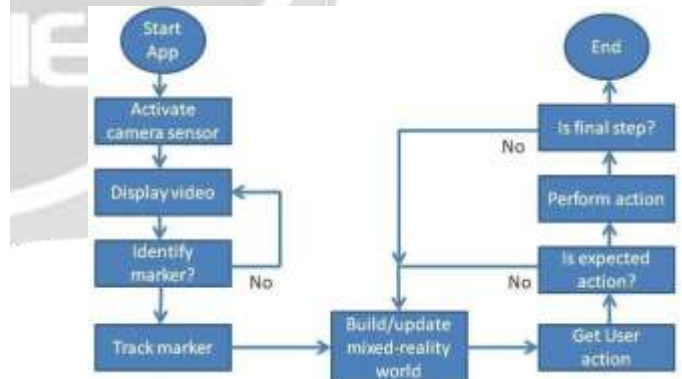 Start
App
Activate
camera sensor
Display video
Identify
marker?
No
Track marker
Build/update
mixed-reality
world
Get User
action
Is expected
action?
No
Perform action
Is final step?
No
End